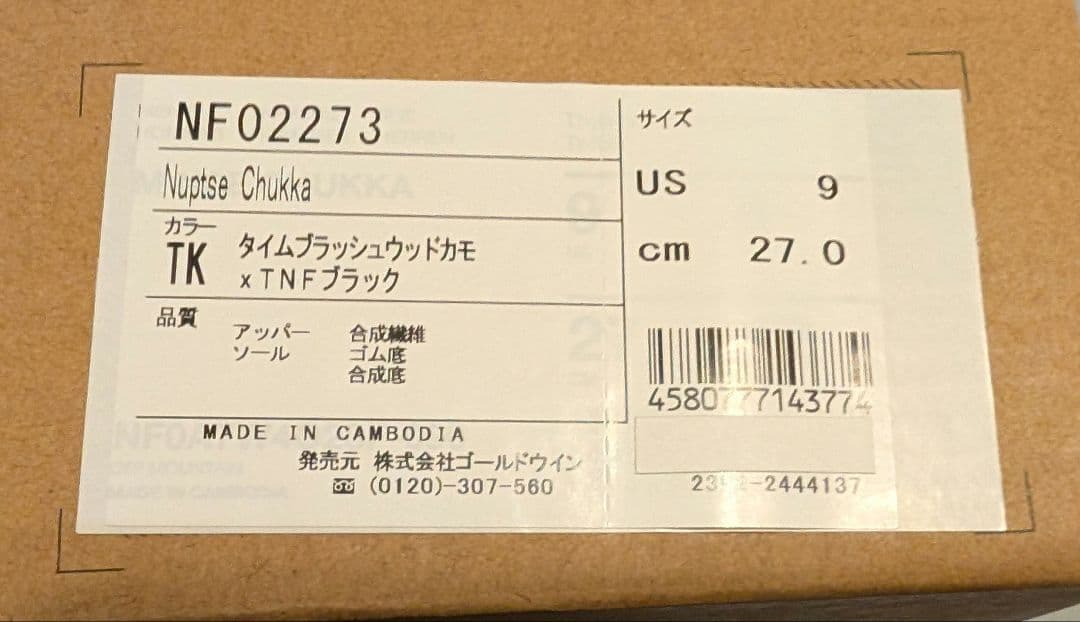 NF02273
Nuptse Chukka
カラー
TK タイムブラッシュウッドカモ
xTNFブラック
品質
アッパー 合成繊維
ソール ゴム底
合成底
MADE IN CAMBODIA
発売元 株式会社ゴールドウイン
(0120)-307-560
サイズ
US 9
cm 27.0
4580777143774